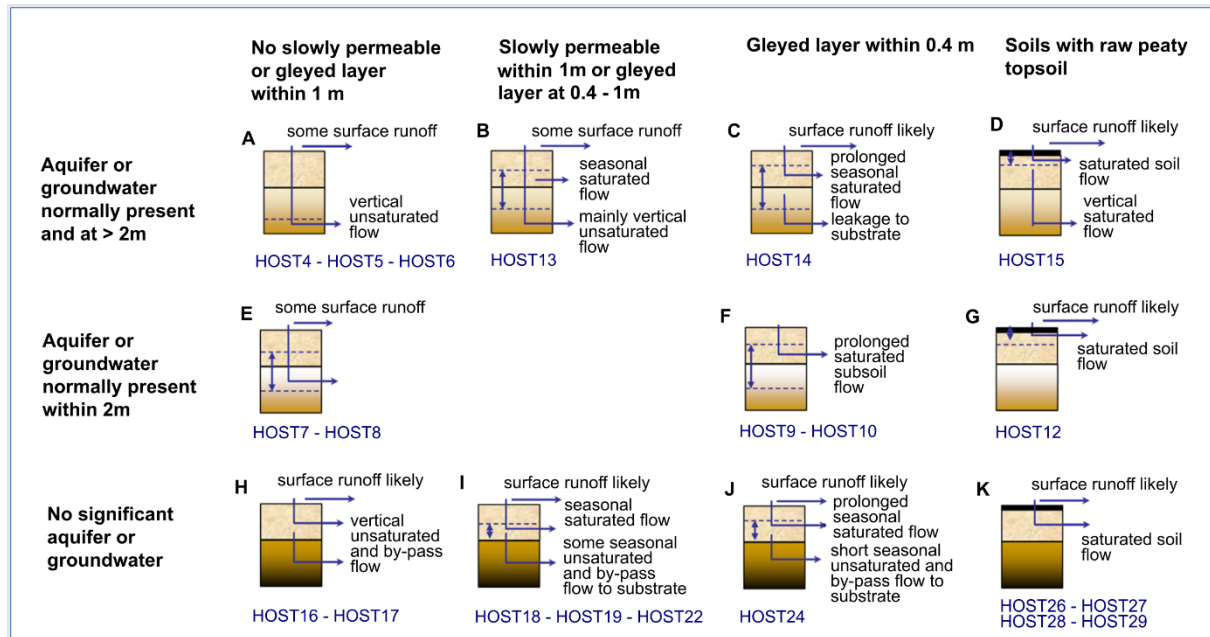 No slowly permeable
or gleyed layer
within 1 m
Slowly permeable
within 1m or gleyed
layer at 0.4 - 1m
Gleyed layer within 0.4 m
Soils with raw peaty
topsoil
Aquifer or
groundwater
normally present
and at > 2m
A
some surface runoff
vertical
unsaturated
flow
HOST4 - HOST5 - HOST6
B
some surface runoff
seasonal
saturated
flow
mainly vertical
unsaturated flow
HOST13
C
surface runoff likely
prolonged
seasonal
saturated
flow
leakage to
substrate
HOST14
D
surface runoff likely
saturated soil
flow
vertical
saturated
flow
HOST15
Aquifer or
groundwater
normally present
within 2m
E
some surface runoff
HOST7 - HOST8
F
prolonged
saturated
subsoil
flow
HOST9 - HOST10
G
surface runoff likely
saturated soil
flow
HOST12
No significant
aquifer or
groundwater
H
surface runoff likely
vertical
unsaturated
and by-pass
flow
HOST16 - HOST17
I
surface runoff likely
seasonal
saturated flow
some seasonal
unsaturated
and by-pass
flow to substrate
HOST18 - HOST19 - HOST22
J
surface runoff likely
prolonged
seasonal
saturated flow
short seasonal
unsaturated and
by-pass flow to
substrate
HOST24
K
surface runoff likely
saturated soil
flow
HOST26 - HOST27
HOST28 - HOST29